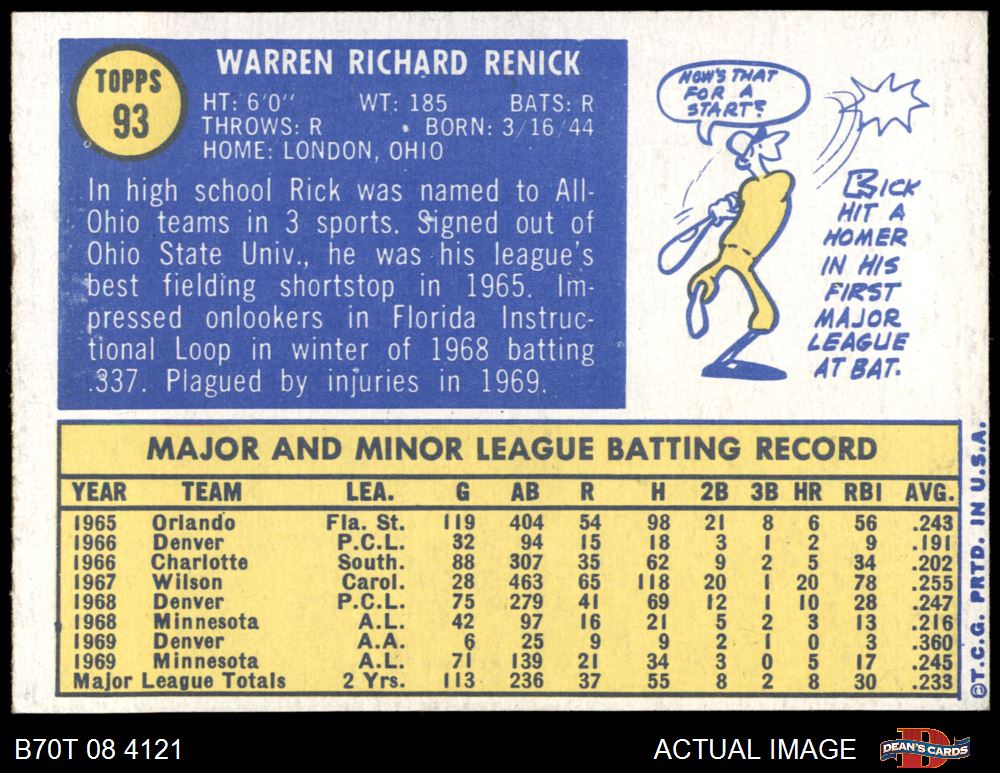 TOPPS
93
WARREN RICHARD RENICK
HT: 6'0" WT: 185 BATS: R
THROWS: R BORN: 3/16/44
HOME: LONDON, OHIO
In high school Rick was named to All-
Ohio teams in 3 sports. Signed out of
Ohio State Univ., he was his league's
best fielding shortstop in 1965. Im-
pressed onlookers in Florida Instruc-
tional Loop in winter of 1968 batting
.337. Plagued by injuries in 1969.
HOW'S THAT
FOR A
START?
RICK
HIT A
HOMER
IN HIS
FIRST
MAJOR
LEAGUE
AT BAT.
MAJOR AND MINOR LEAGUE BATTING RECORD
YEAR TEAM LEA. G AB R H 2B 3B HR RBI AVG.
1965 Orlando Fla. St. 119 404 54 98 21 8 6 56 .243
1966 Denver P.C.L. 32 94 15 18 3 1 2 9 .191
1966 Charlotte South. 88 307 35 62 9 2 5 34 .202
1967 Wilson Carol. 28 463 65 118 20 1 20 78 .255
1968 Denver P.C.L. 75 279 41 69 12 1 10 28 .247
1968 Minnesota A.L. 42 97 16 21 5 2 3 13 .216
1969 Denver A.A. 6 25 9 9 2 1 0 3 .360
1969 Minnesota A.L. 71 139 21 34 3 0 5 17 .245
Major League Totals 2 Yrs. 113 236 37 55 8 2 8 30 .233
©T.C.G. PRTD. IN U.S.A.
B70T 08 4121 ACTUAL IMAGE
DEAN'S CARDS